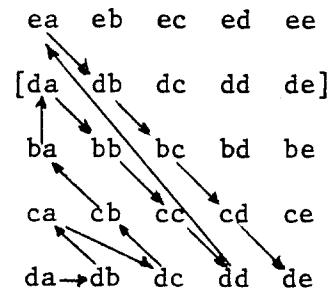 ea eb ec ed ee
[da db dc dd de]
ba bb bc bd be
ca cb cc cd ce
da db dc dd de